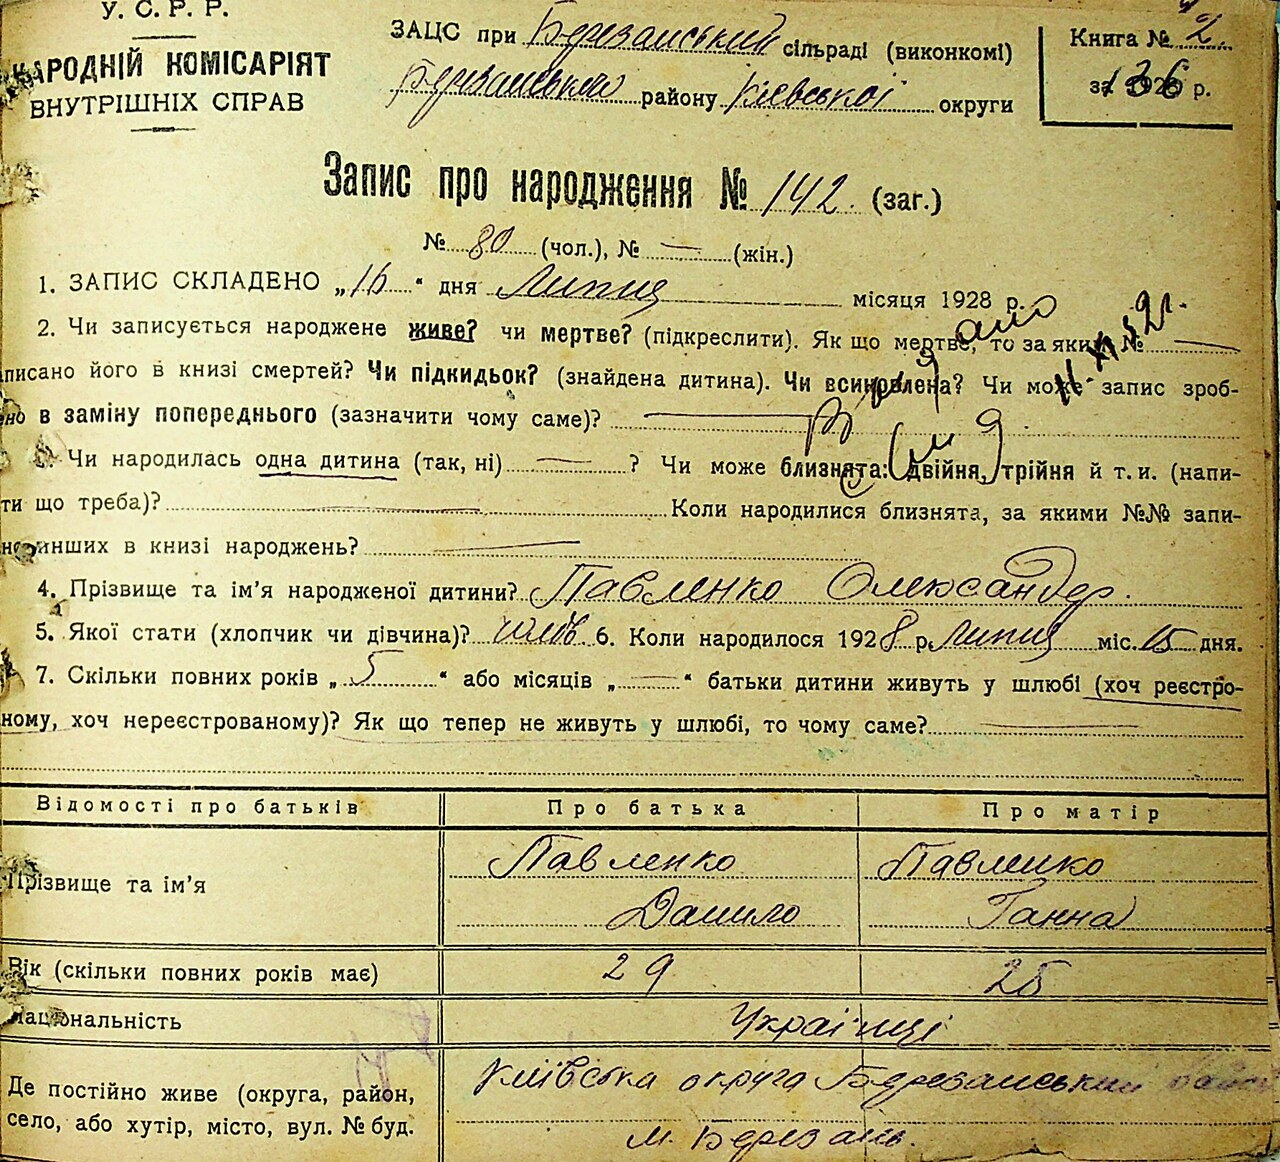 У. С. Р. Р.
НАРОДНІЙ КОМІСАРІЯТ
ВНУТРІШНІХ СПРАВ
ЗАЦС при Березанський сільраді (виконкомі)
Березанського району Київської округи
Книга № 2
за 1928 р.
136
Запис про народження № 142 (заг.)
№ 80 (чол.), № — (жін.)
1. ЗАПИС СКЛАДЕНО „16“ дня Липня місяця 1928 р.
2. Чи записується народжене живе? чи мертве? (підкреслити). Як що мертве, то за яким № —
аписано його в книзі смертей? Чи підкидьок? (знайдена дитина). Чи всиновлена? Чи може запис зроб-
ено в заміну попереднього (зазначити чому саме)? —
3. Чи народилась одна дитина (так, ні) — ? Чи може близнята: двійня, трійня й т. и. (напи-
ти що треба)? — Коли народилися близнята, за якими №№ запи-
инших в книзі народжень? —
4. Прізвище та ім’я народженої дитини? Павленко Олександер.
5. Якої стати (хлопчик чи дівчина)? чолов. 6. Коли народилося 1928 р. Липня міс. 15 дня.
7. Скільки повних років „5“ або місяців „—“ батьки дитини живуть у шлюбі (хоч реєстро-
ному, хоч нереєстрованому)? Як що тепер не живуть у шлюбі, то чому саме? —
Відомості про батьків Про батька Про матір
Прізвище та ім’я Павленко Павленко
Данило Ганна
Вік (скільки повних років має) 29 25
Національність Українці
Де постійно живе (округа, район, Київська округа Березанський район
село, або хутір, місто, вул. № буд. м. Березань.